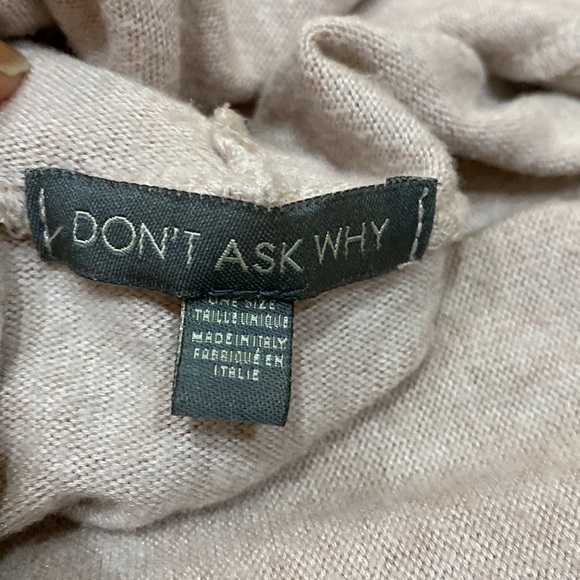 DON'T ASK WHY
ONE SIZE
TAILLE UNIQUE
MADE IN ITALY
FABRIQUÉ EN
ITALIE